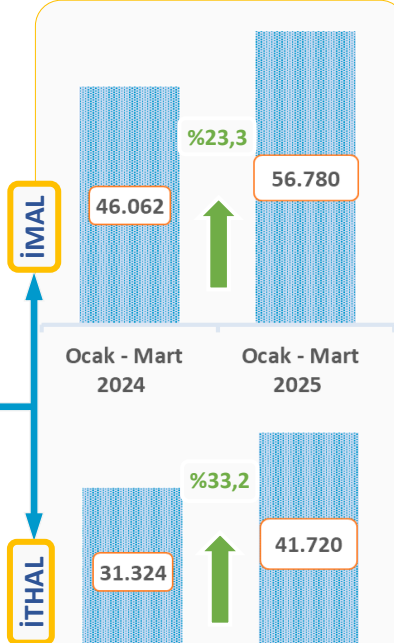 İMAL
%23,3
46.062
56.780
Ocak - Mart
2024
Ocak - Mart
2025
İTHAL
%33,2
31.324
41.720